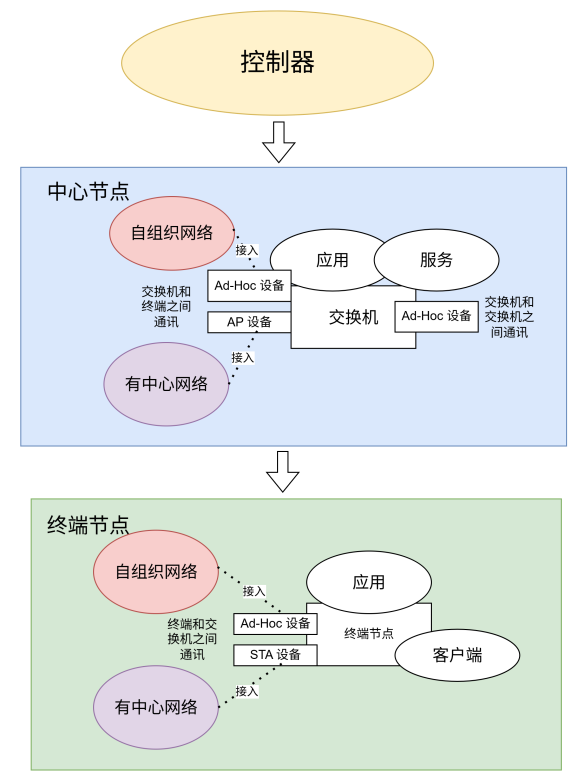 控制器
中心节点
自组织网络
接入
应用
服务
Ad-Hoc 设备
交换机和
终端之间
通讯
AP 设备
交换机
Ad-Hoc 设备
交换机和
交换机之
间通讯
接入
有中心网络
终端节点
自组织网络
接入
应用
Ad-Hoc 设备
终端和交
换机之间
通讯
终端节点
STA 设备
客户端
接入
有中心网络